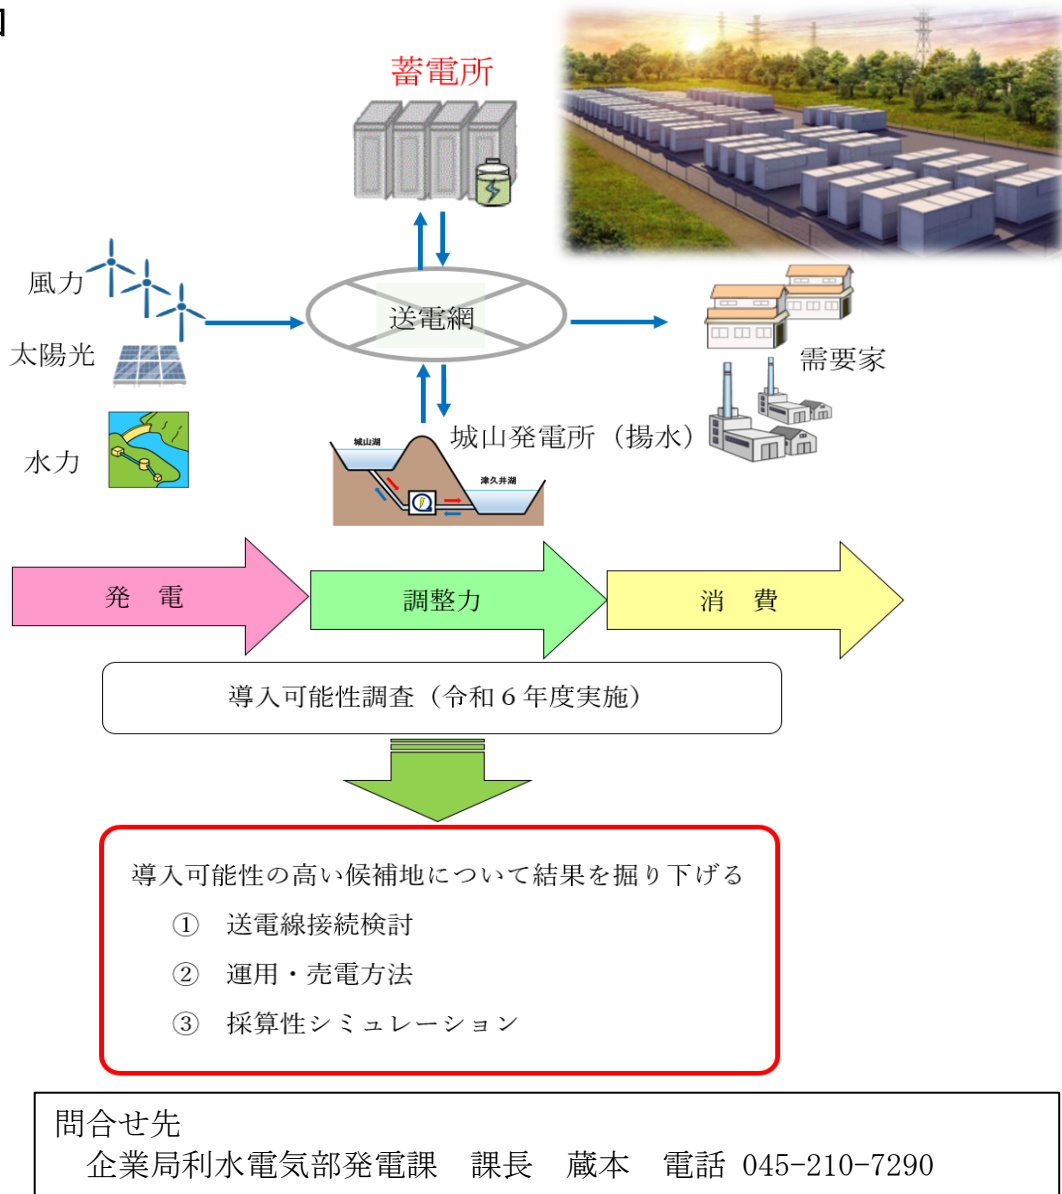 蓄電所
風力
送電網
太陽光
需要家
水力
城山発電所（揚水）
城山湖
津久井湖
発　電
調整力
消　費
導入可能性調査（令和６年度実施）
導入可能性の高い候補地について結果を掘り下げる
①　送電線接続検討
②　運用・売電方法
③　採算性シミュレーション
問合せ先
企業局利水電気部発電課　課長　蔵本　電話 045-210-7290